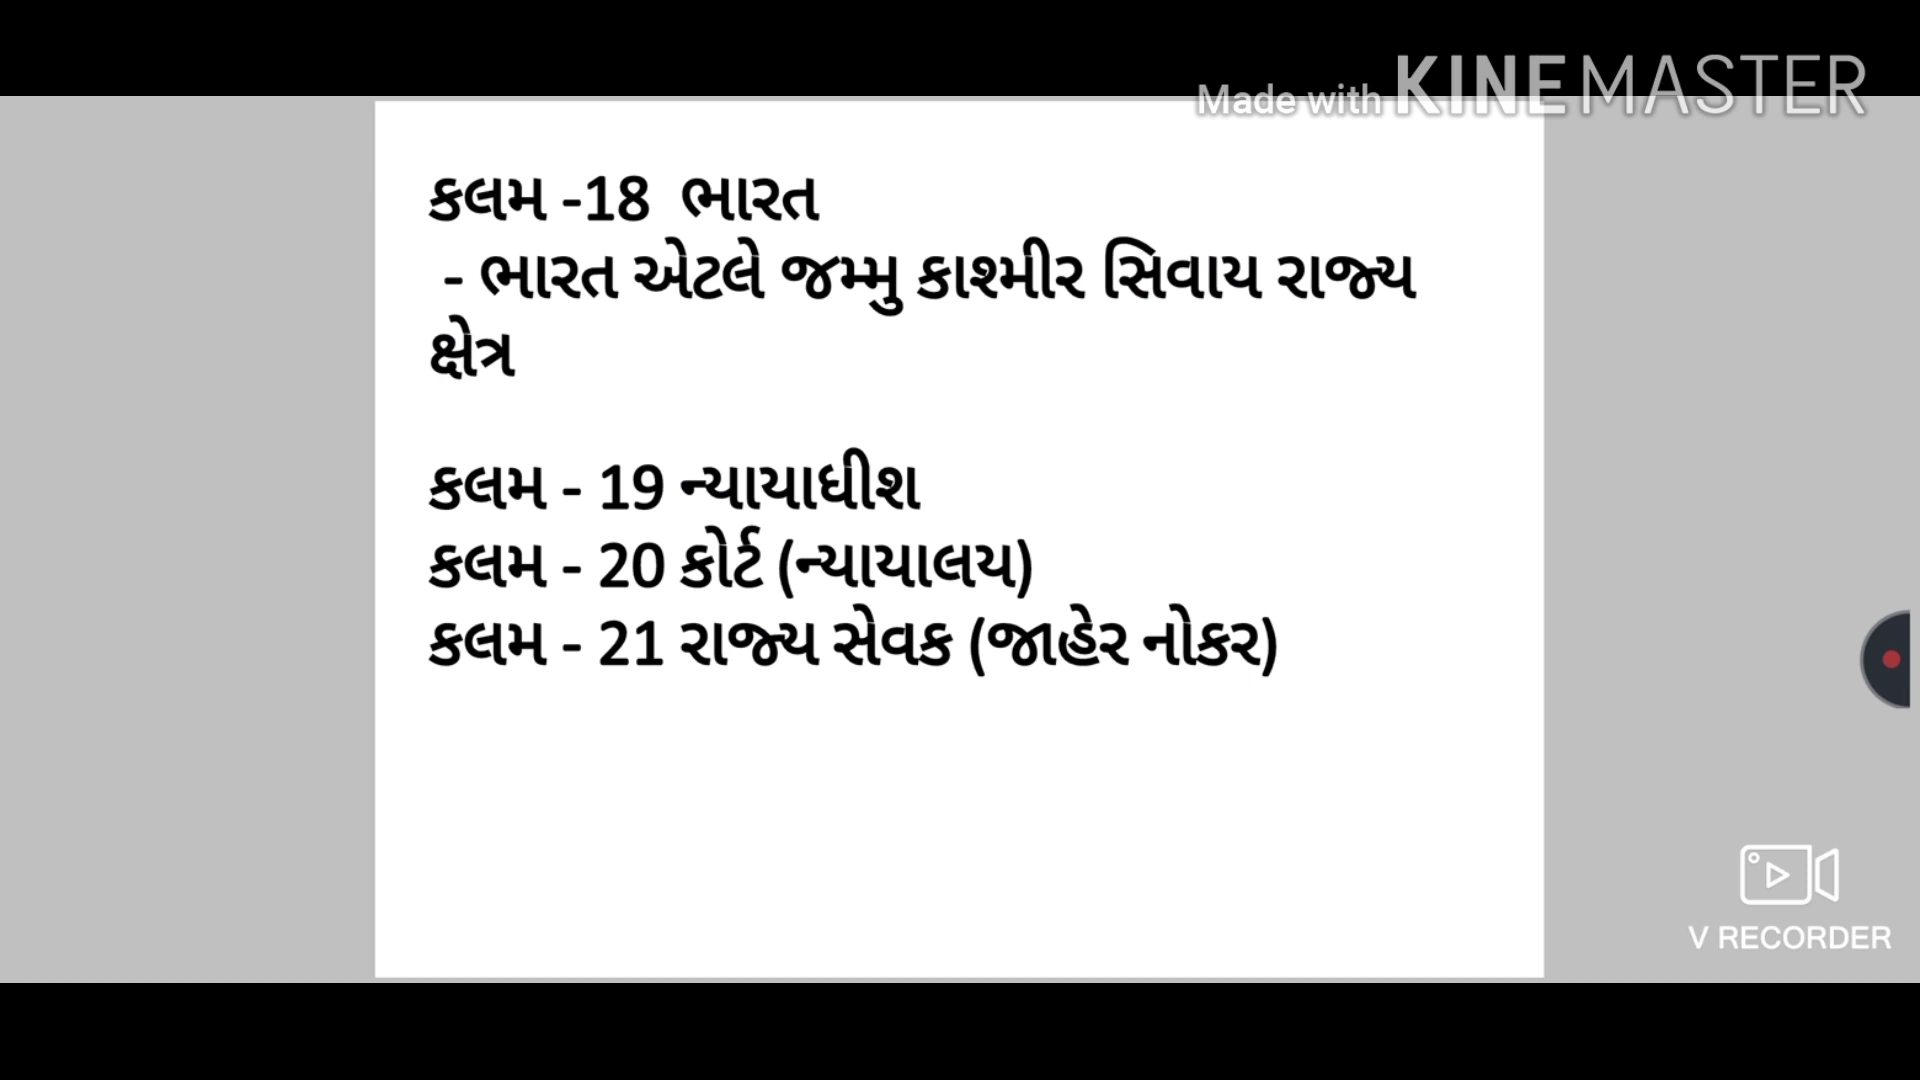 Made with KINEMASTER
કલમ -18 ભારત
- ભારત એટલે જમ્મુ કાશ્મીર સિવાય રાજ્ય
ક્ષેત્ર
કલમ - 19 ન્યાયાધીશ
કલમ - 20 કોર્ટ (ન્યાયાલય)
કલમ - 21 રાજ્ય સેવક (જાહેર નોકર)
V RECORDER